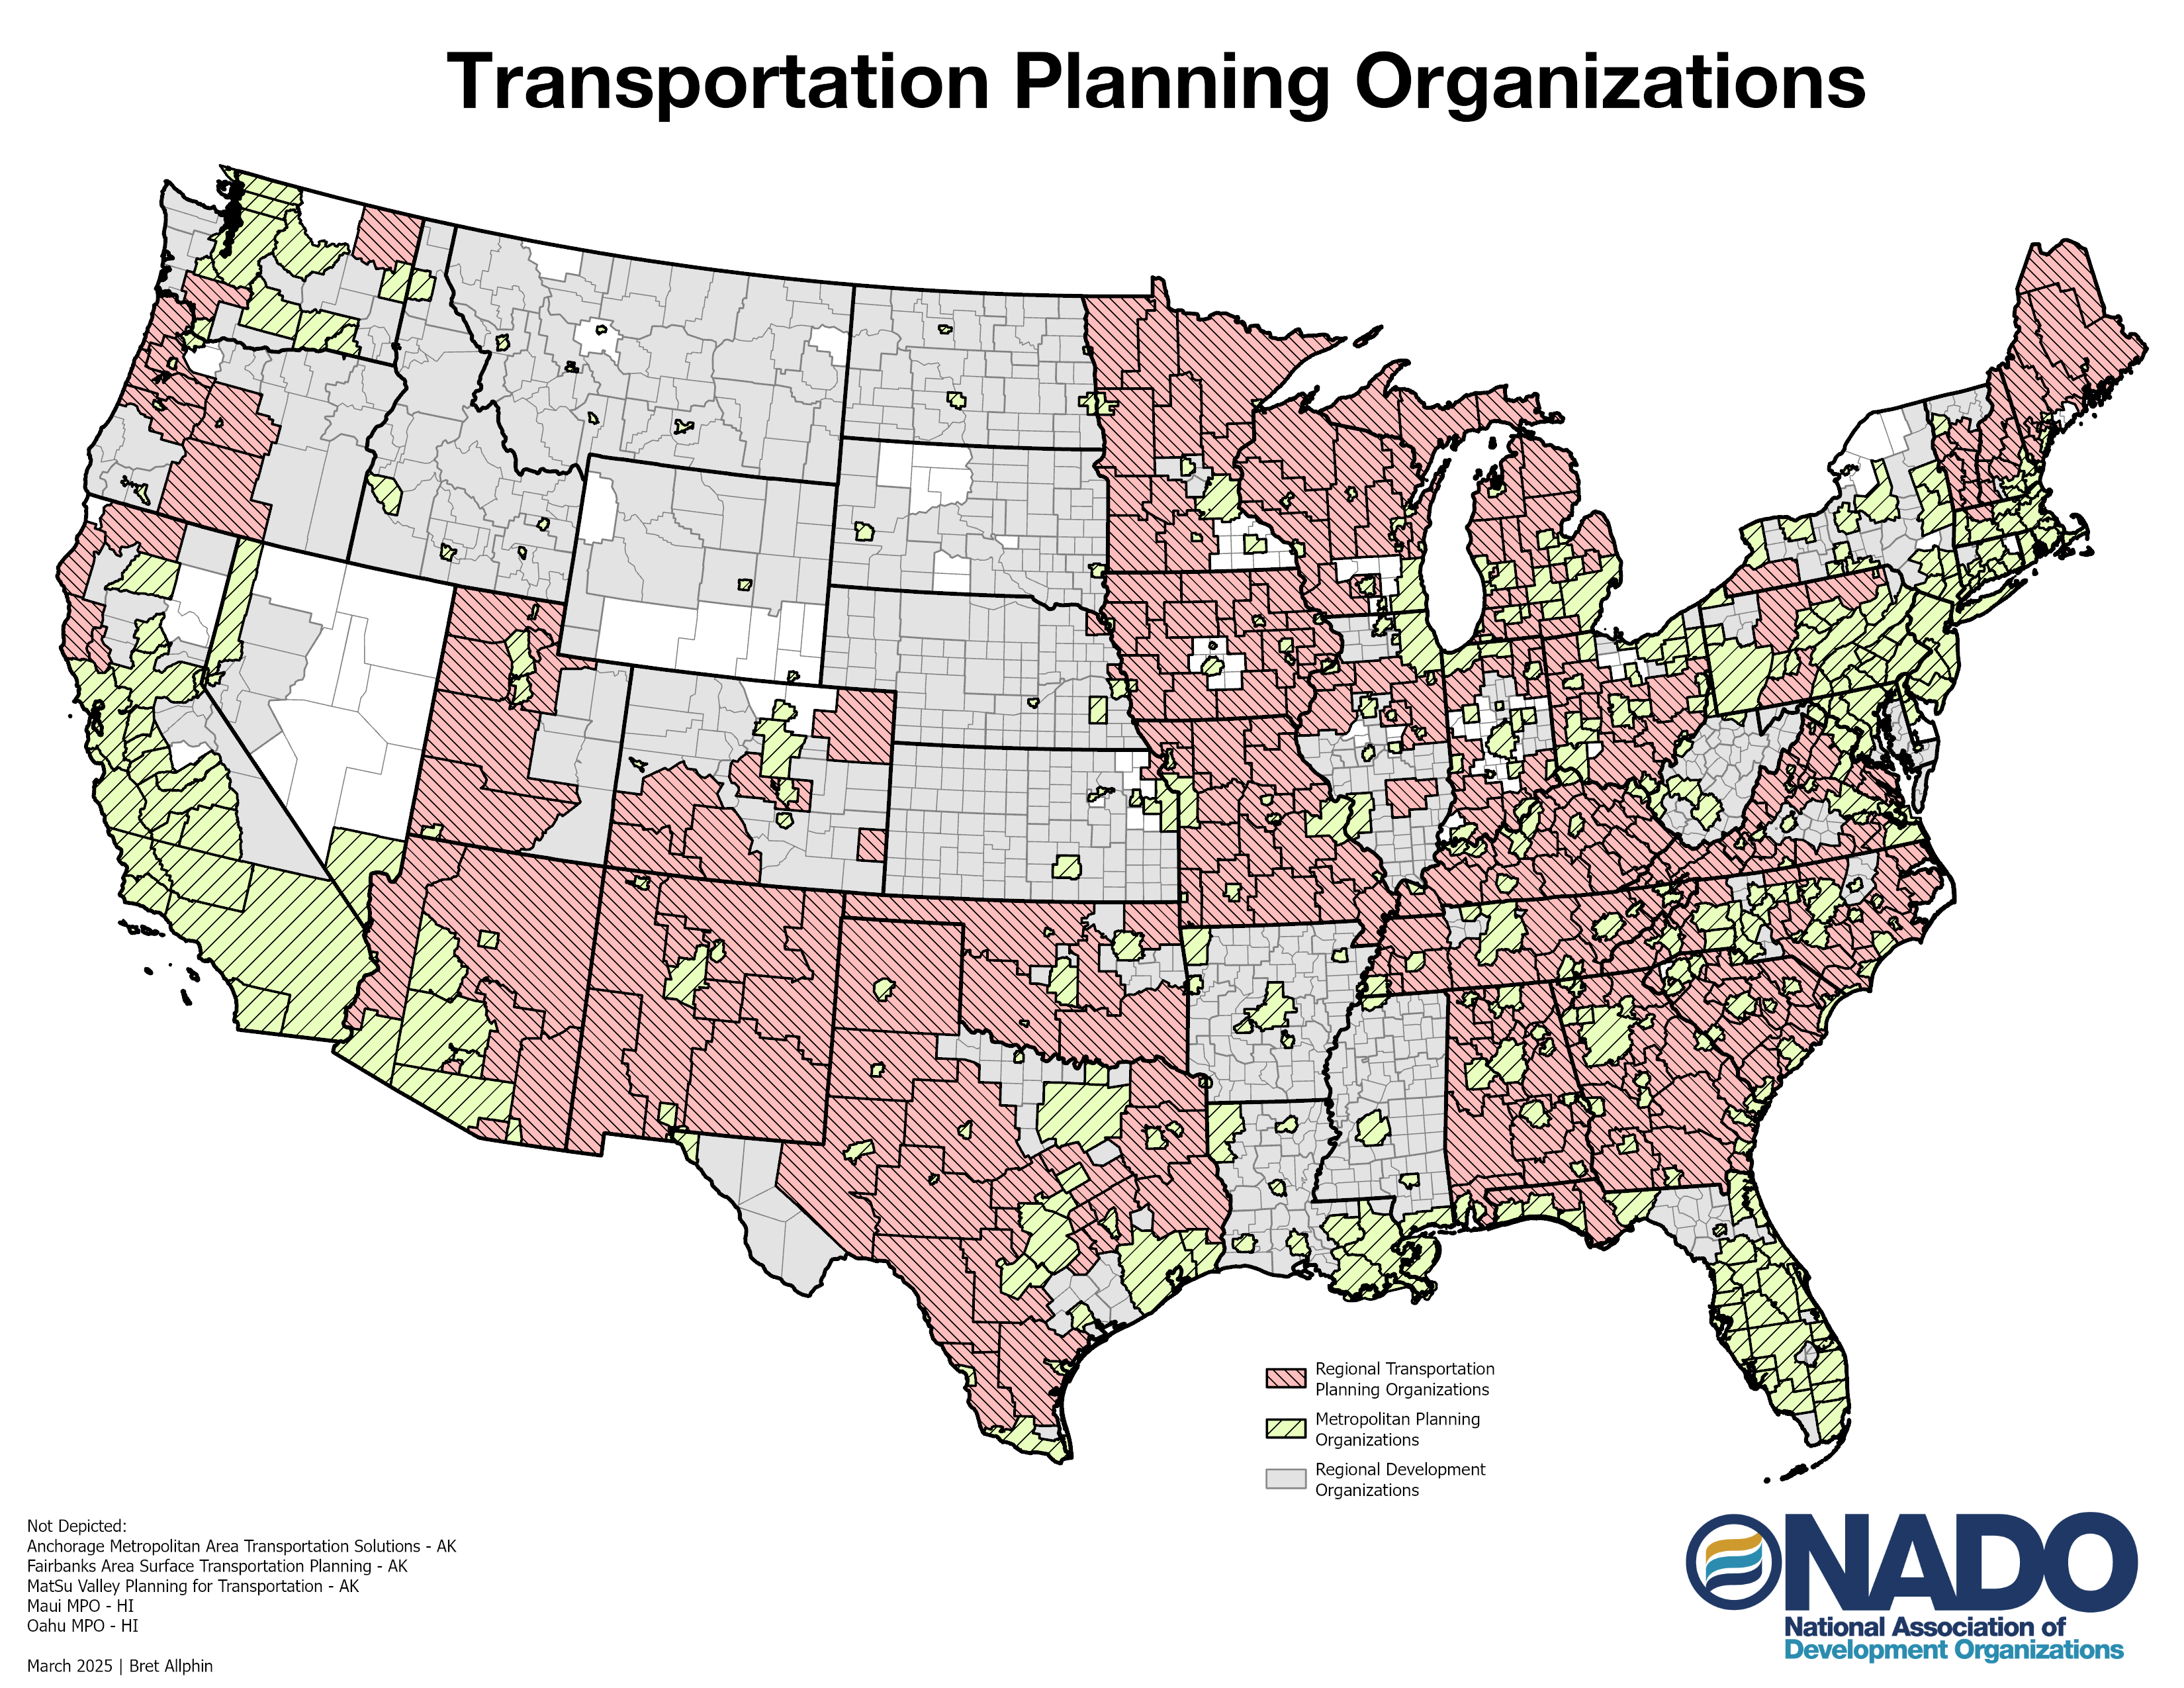 Transportation Planning Organizations
Regional Transportation
Planning Organizations
Metropolitan Planning
Organizations
Regional Development
Organizations
Not Depicted:
Anchorage Metropolitan Area Transportation Solutions - AK
Fairbanks Area Surface Transportation Planning - AK
MatSu Valley Planning for Transportation - AK
Maui MPO - HI
Oahu MPO - HI
March 2025 | Bret Allphin
NADO
National Association of
Development Organizations